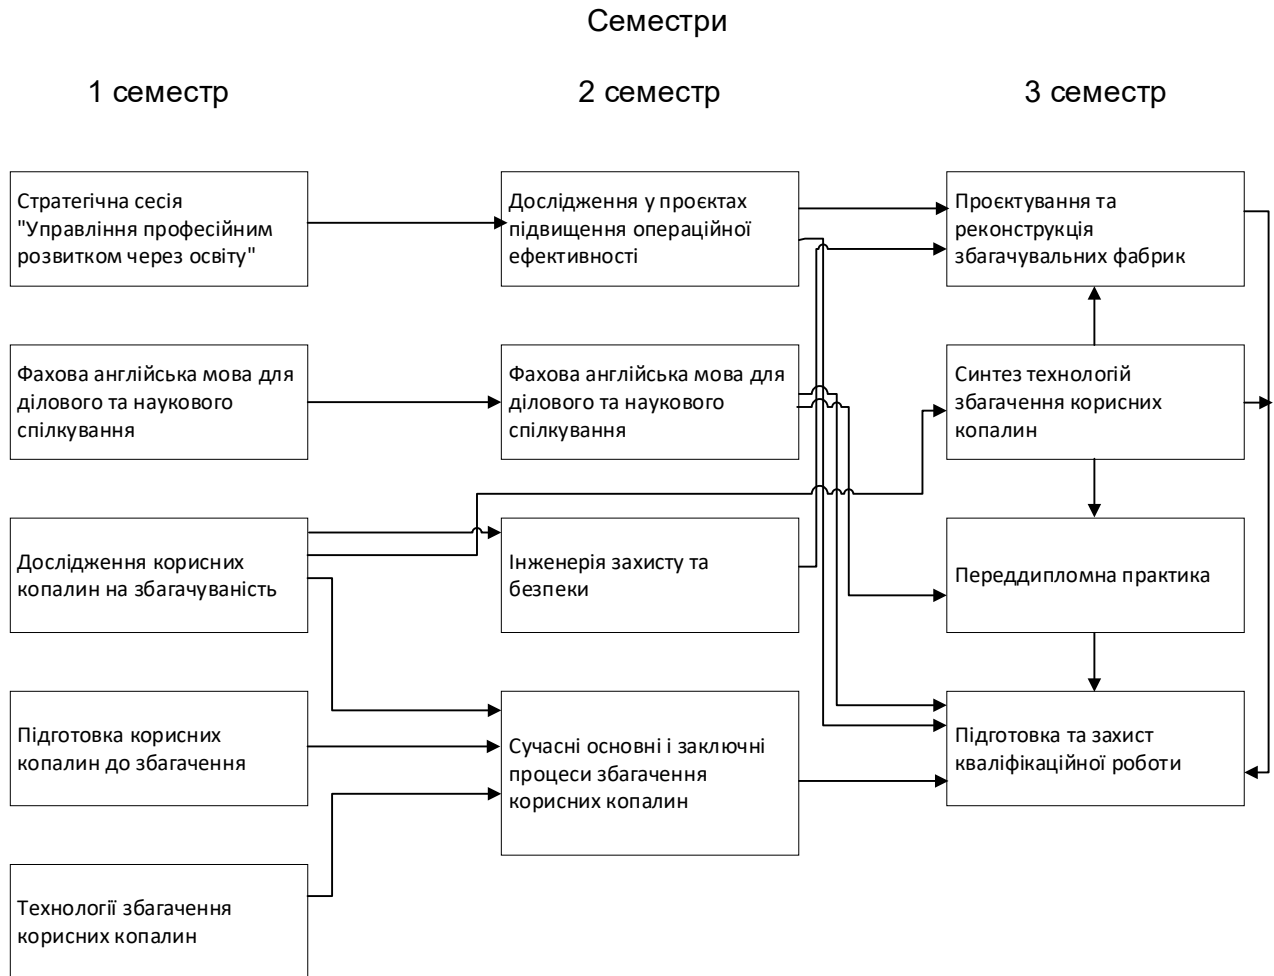 Семестри
1 семестр
2 семестр
3 семестр
Стратегічна сесія
"Управління професійним
розвитком через освіту"
Дослідження у проєктах
підвищення операційної
ефективності
Проєктування та
реконструкція
збагачувальних фабрик
Фахова англійська мова для
ділового та наукового
спілкування
Фахова англійська мова для
ділового та наукового
спілкування
Синтез технологій
збагачення корисних
копалин
Дослідження корисних
копалин на збагачуваність
Інженерія захисту та
безпеки
Переддипломна практика
Підготовка корисних
копалин до збагачення
Сучасні основні і заключні
процеси збагачення
корисних копалин
Підготовка та захист
кваліфікаційної роботи
Технології збагачення
корисних копалин